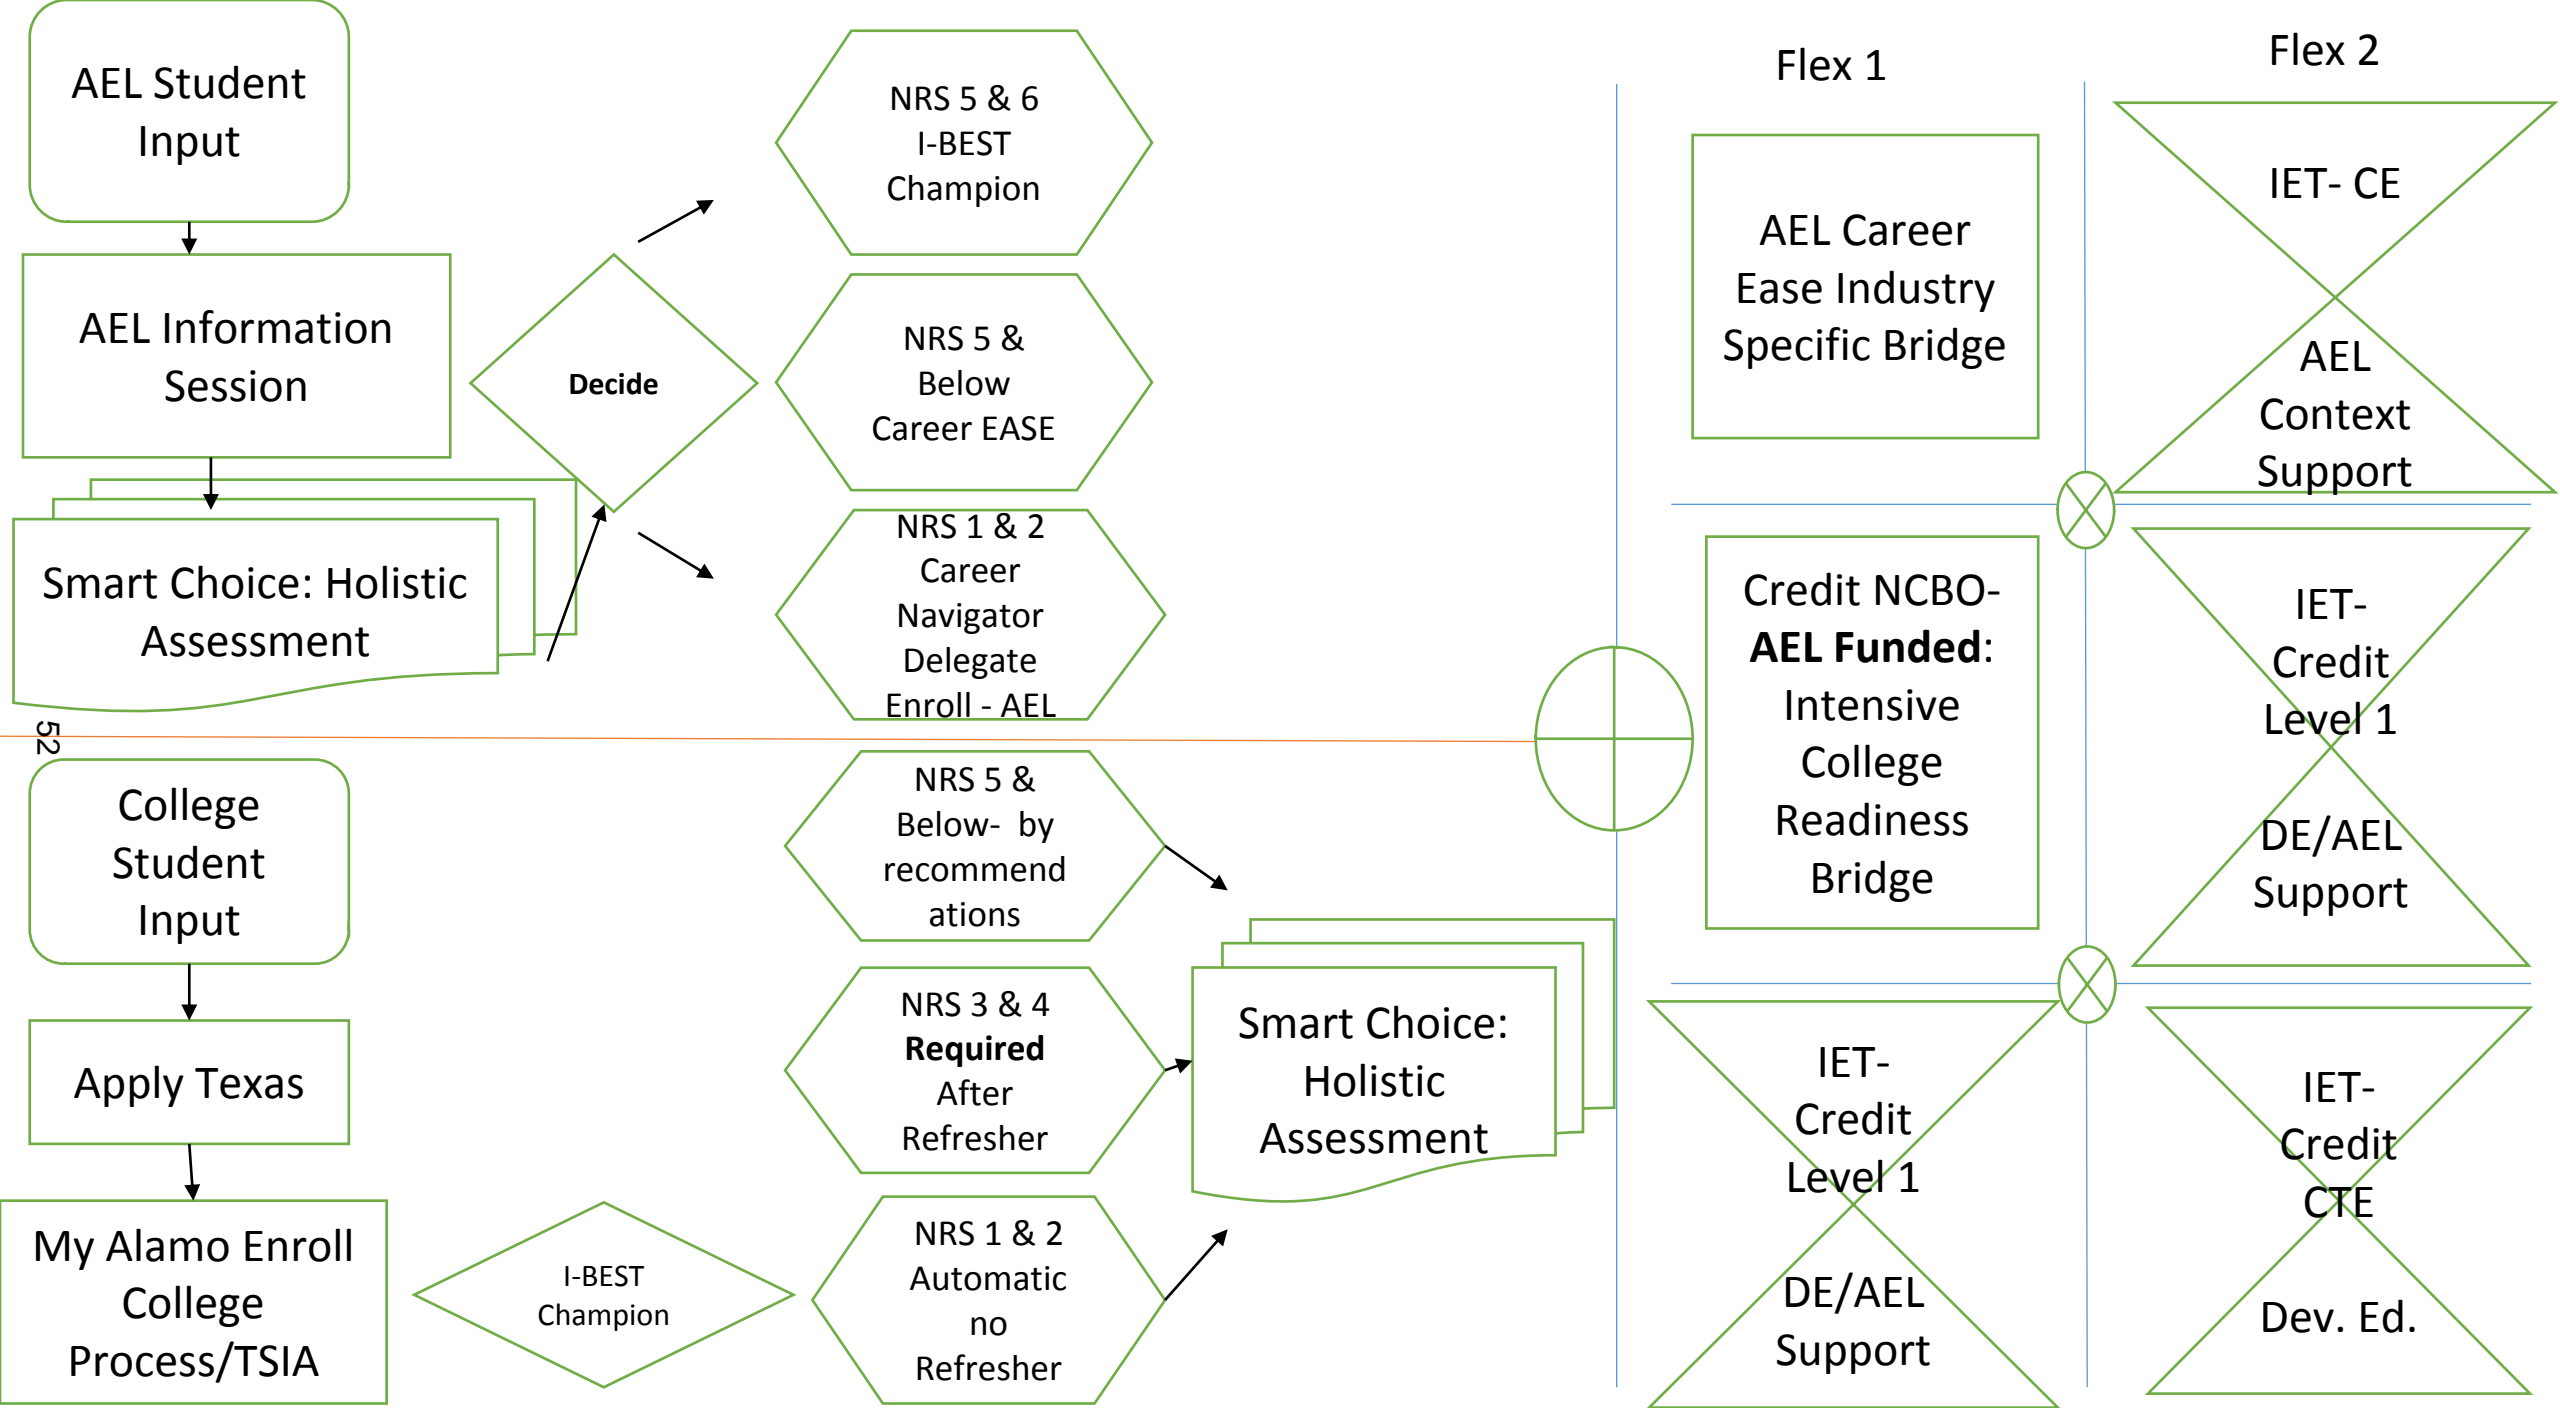 AEL Student
Input
AEL Information
Session
Smart Choice: Holistic
Assessment
Decide
NRS 5 & 6
I-BEST
Champion
NRS 5 &
Below
Career EASE
NRS 1 & 2
Career
Navigator
Delegate
Enroll - AEL
52
College
Student
Input
Apply Texas
My Alamo Enroll
College
Process/TSIA
I-BEST
Champion
NRS 5 &
Below- by
recommend
ations
NRS 3 & 4
Required
After
Refresher
NRS 1 & 2
Automatic
no
Refresher
Smart Choice:
Holistic
Assessment
Flex 1
AEL Career
Ease Industry
Specific Bridge
Credit NCBO-
AEL Funded:
Intensive
College
Readiness
Bridge
IET-
Credit
Level 1
DE/AEL
Support
Flex 2
IET- CE
AEL
Context
Support
IET-
Credit
Level 1
DE/AEL
Support
IET-
Credit
CTE
Dev. Ed.